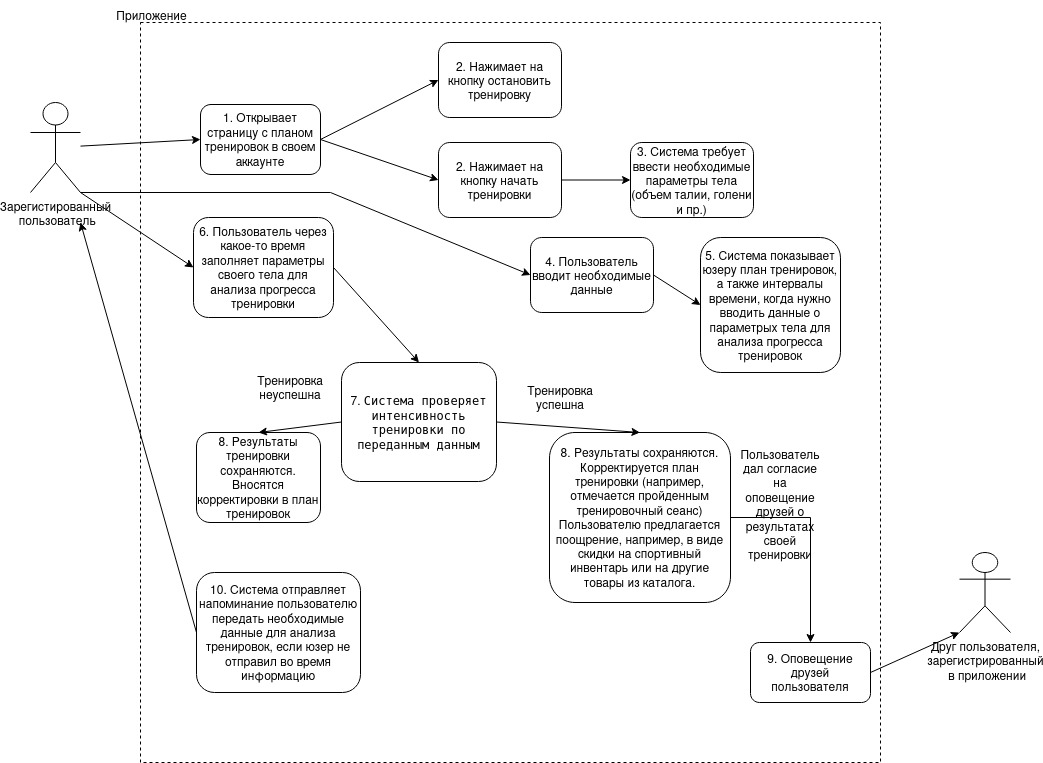 Приложение
2. Нажимает на
кнопку остановить
тренировку
1. Открывает
страницу с планом
тренировок в своем
аккаунте
2. Нажимает на
кнопку начать
тренировки
3. Система требует
ввести необходимые
параметры тела
(объем талии, голени
и пр.)
Зарегистированный
пользователь
6. Пользователь через
какое-то время
заполняет параметры
своего тела для
анализа прогресса
тренировки
4. Пользователь
вводит необходимые
данные
5. Система показывает
юзеру план тренировок,
а также интервалы
времени, когда нужно
вводить данные о
параметрых тела для
анализа прогресса
тренировок
Тренировка
неуспешна
7. Система проверяет
интенсивность
тренировки по
переданным данным
Тренировка
успешна
8. Результаты
тренировки
сохраняются.
Вносятся
корректировки в план
тренировок
8. Результаты сохраняются.
Корректируется план
тренировки (например,
отмечается пройденным
тренировочный сеанс)
Пользователю предлагается
поощрение, например, в виде
скидки на спортивный
инвентарь или на другие
товары из каталога.
Пользователь
дал согласие
на
оповещение
друзей о
результатах
своей
тренировки
10. Система отправляет
напоминание пользователю
передать необходимые
данные для анализа
тренировок, если юзер не
отправил во время
информацию
9. Оповещение
друзей
пользователя
Друг пользователя,
зарегистрированный
в приложении